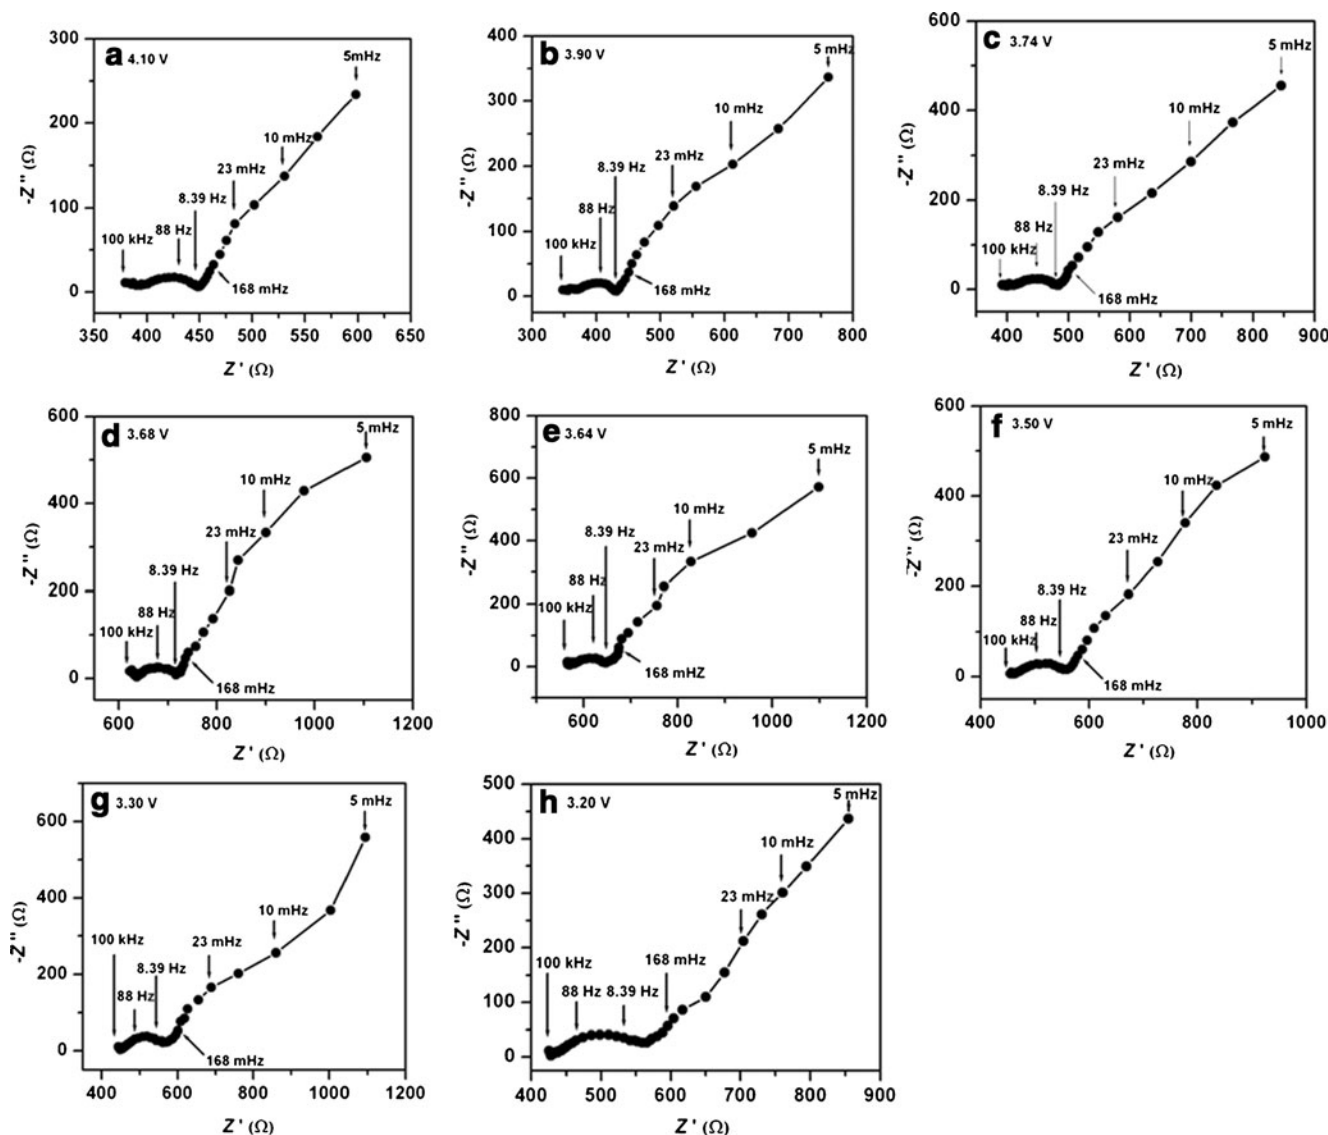 a 4.10 V
5mHz
10 mHz
23 mHz
8.39 Hz
88 Hz
100 kHz
168 mHz
300
200
100
0
350 400 450 500 550 600 650
-Z'' (Ω)
Z ' (Ω)
b 3.90 V
5 mHz
10 mHz
23 mHz
8.39 Hz
88 Hz
100 kHz
168 mHz
400
300
200
100
0
300 400 500 600 700 800
-Z'' (Ω)
Z ' (Ω)
c 3.74 V
5 mHz
10 mHz
23 mHz
8.39 Hz
88 Hz
100 kHz
168 mHz
600
400
200
0
400 500 600 700 800 900
-Z'' (Ω)
Z ' (Ω)
d 3.68 V
5 mHz
10 mHz
23 mHz
8.39 Hz
88 Hz
100 kHz
168 mHz
600
400
200
0
600 800 1000 1200
-Z'' (Ω)
Z ' (Ω)
e 3.64 V
5 mHz
10 mHz
23 mHz
8.39 Hz
88 Hz
100 kHz
168 mHZ
800
600
400
200
0
600 800 1000 1200
-Z'' (Ω)
Z ' (Ω)
f 3.50 V
5 mHz
10 mHz
23 mHz
8.39 Hz
88 Hz
100 kHz
168 mHz
600
400
200
0
400 600 800 1000
-Z'' (Ω)
Z ' (Ω)
g 3.30 V
5 mHz
10 mHz
23 mHz
8.39 Hz
88 Hz
100 kHz
168 mHz
600
400
200
0
400 600 800 1000 1200
-Z'' (Ω)
Z ' (Ω)
h 3.20 V
5 mHz
10 mHz
23 mHz
168 mHz
8.39 Hz
88 Hz
100 kHz
500
400
300
200
100
0
400 500 600 700 800 900
-Z'' (Ω)
Z ' (Ω)